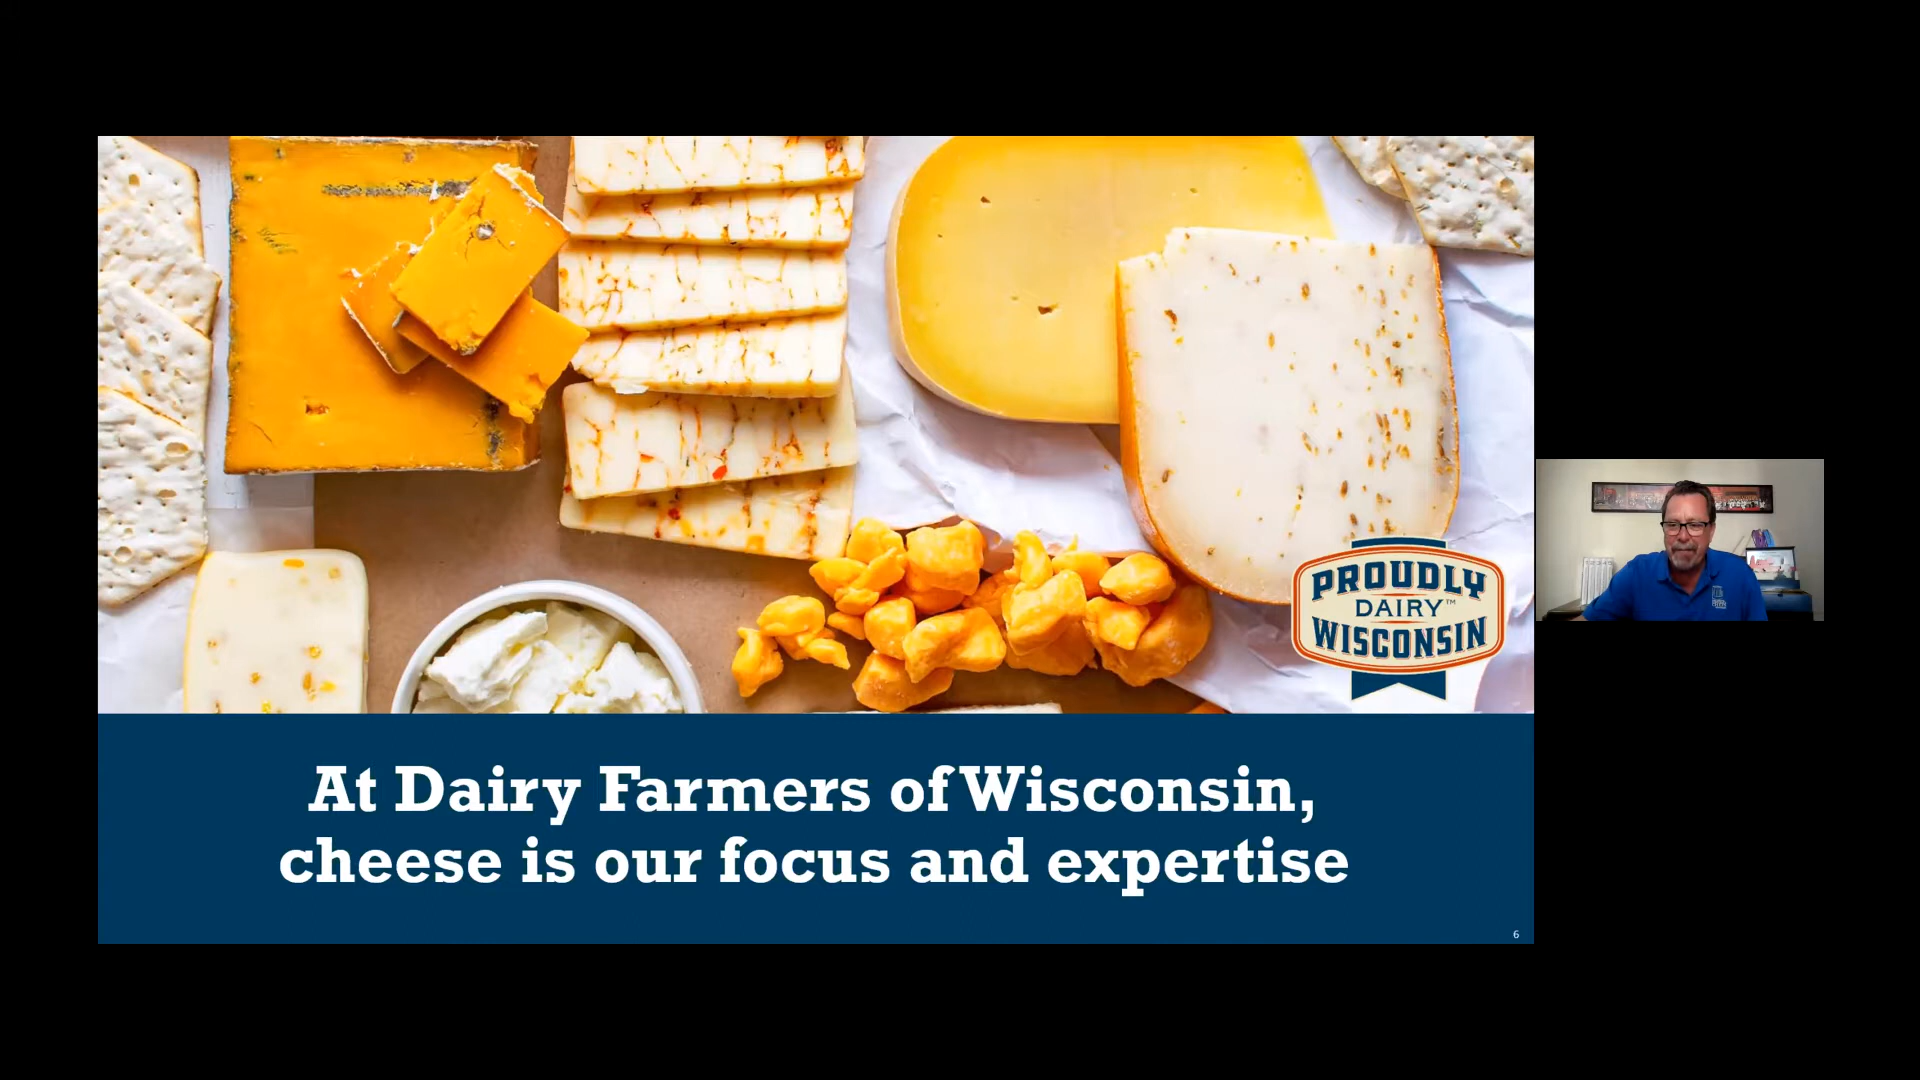 PROUDLY
DAIRY™
WISCONSIN
At Dairy Farmers of Wisconsin,
cheese is our focus and expertise
6